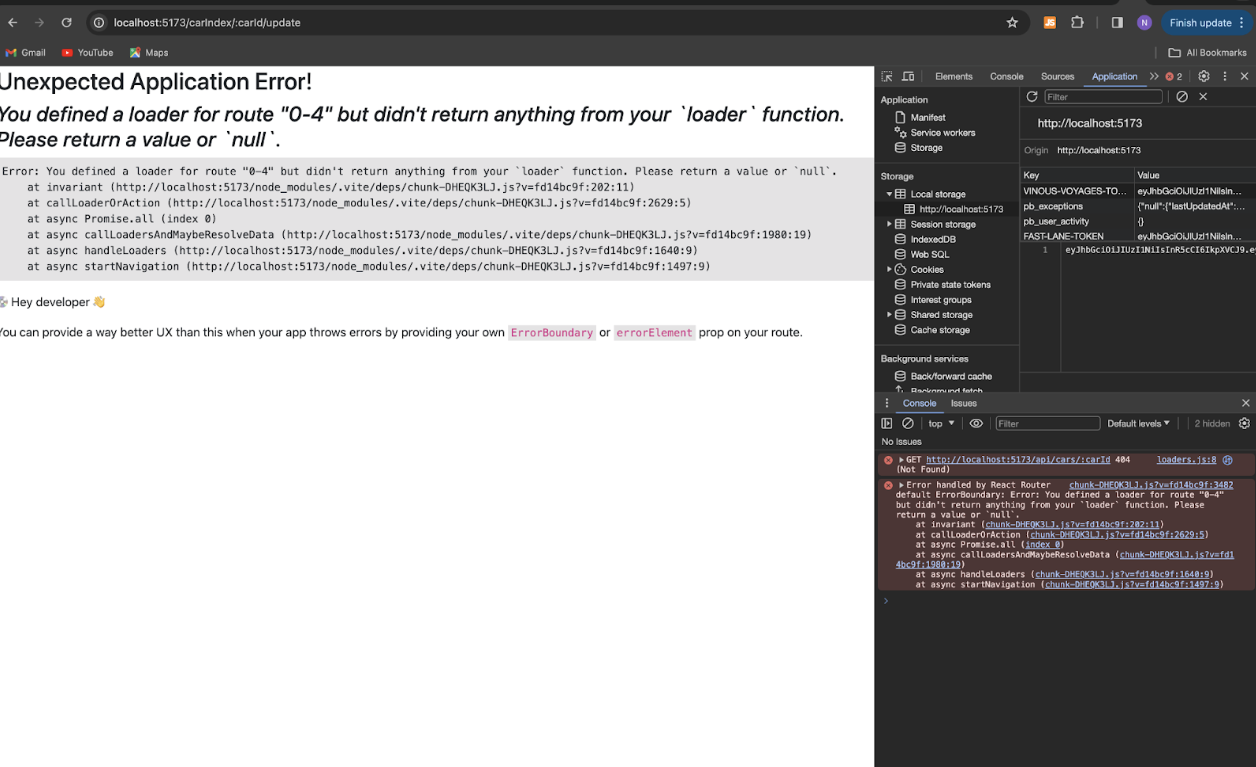 localhost:5173/carIndex/:carId/update
JS
N
Finish update
Gmail
YouTube
Maps
All Bookmarks
Unexpected Application Error!
You defined a loader for route "0-4" but didn't return anything from your `loader` function.
Please return a value or `null`.
Error: You defined a loader for route "0-4" but didn't return anything from your `loader` function. Please return a value or `null`.
at invariant (http://localhost:5173/node_modules/.vite/deps/chunk-DHEQK3LJ.js?v=fd14bc9f:202:11)
at callLoaderOrAction (http://localhost:5173/node_modules/.vite/deps/chunk-DHEQK3LJ.js?v=fd14bc9f:2629:5)
at async Promise.all (index 0)
at async callLoadersAndMaybeResolveData (http://localhost:5173/node_modules/.vite/deps/chunk-DHEQK3LJ.js?v=fd14bc9f:1980:19)
at async handleLoaders (http://localhost:5173/node_modules/.vite/deps/chunk-DHEQK3LJ.js?v=fd14bc9f:1640:9)
at async startNavigation (http://localhost:5173/node_modules/.vite/deps/chunk-DHEQK3LJ.js?v=fd14bc9f:1497:9)
Hey developer 👋
You can provide a way better UX than this when your app throws errors by providing your own ErrorBoundary or errorElement prop on your route.
Elements Console Sources Application 2
Application
Manifest
Service workers
Storage
Storage
Local storage
http://localhost:5173
Session storage
IndexedDB
Web SQL
Cookies
Private state tokens
Interest groups
Shared storage
Cache storage
Background services
Back/forward cache
Background fetch
Filter
http://localhost:5173
Origin http://localhost:5173
Key Value
VINOUS-VOYAGES-TO... eyJhbGciOiJIUzI1NiIsIn...
pb_exceptions {"null":{"lastUpdatedAt":...
pb_user_activity {}
FAST-LANE-TOKEN eyJhbGciOiJIUzI1NiIsIn...
1 eyJhbGciOiJIUzI1NiIsInR5cCI6IkpXVCJ9.ey
Console Issues
top Filter Default levels 2 hidden
No Issues
GET http://localhost:5173/api/cars/:carId 404 loaders.js:8
(Not Found)
Error handled by React Router chunk-DHEQK3LJ.js?v=fd14bc9f:3482
default ErrorBoundary: Error: You defined a loader for route "0-4"
but didn't return anything from your `loader` function. Please
return a value or `null`.
at invariant (chunk-DHEQK3LJ.js?v=fd14bc9f:202:11)
at callLoaderOrAction (chunk-DHEQK3LJ.js?v=fd14bc9f:2629:5)
at async Promise.all (index 0)
at async callLoadersAndMaybeResolveData (chunk-DHEQK3LJ.js?v=fd1
4bc9f:1980:19)
at async handleLoaders (chunk-DHEQK3LJ.js?v=fd14bc9f:1640:9)
at async startNavigation (chunk-DHEQK3LJ.js?v=fd14bc9f:1497:9)